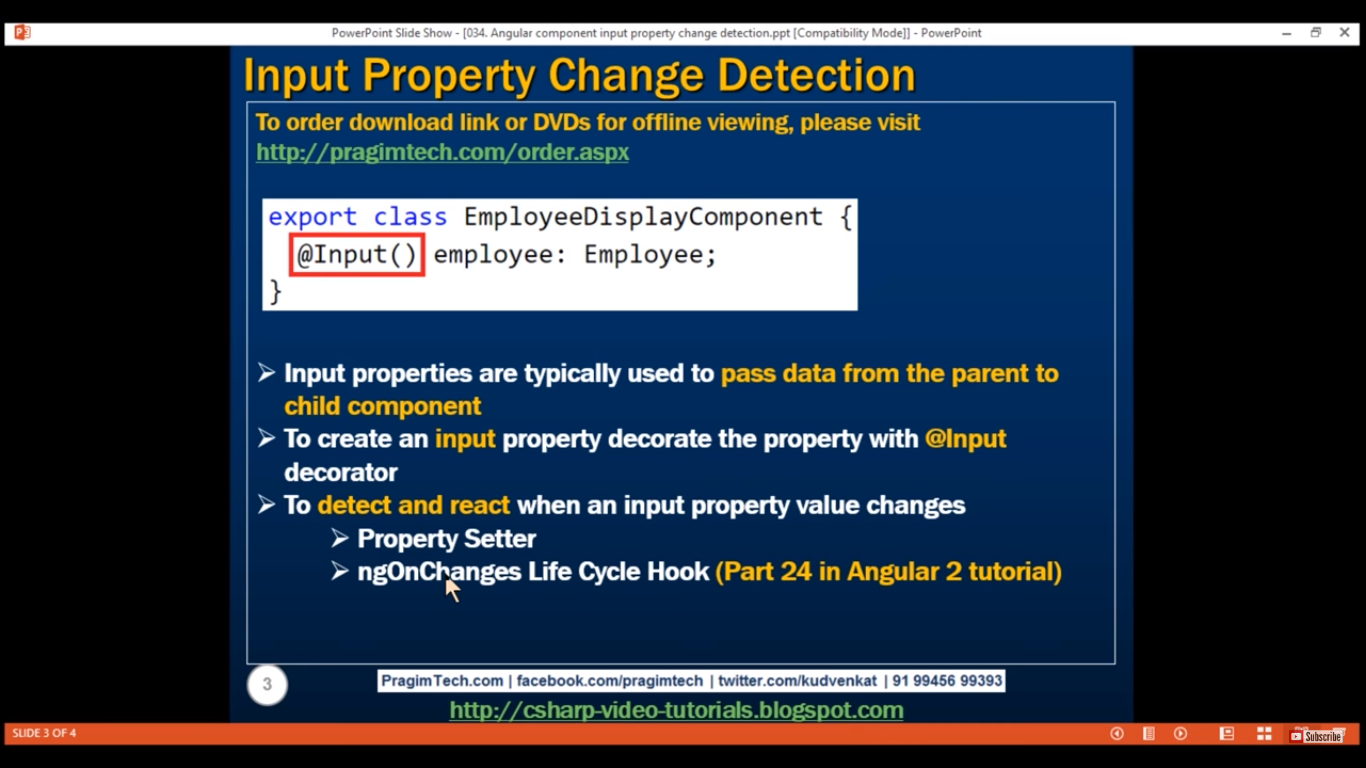 PowerPoint Slide Show - [034. Angular component input property change detection.ppt [Compatibility Mode]] - PowerPoint
Input Property Change Detection
To order download link or DVDs for offline viewing, please visit
http://pragimtech.com/order.aspx
export class EmployeeDisplayComponent {
@Input() employee: Employee;
}
Input properties are typically used to pass data from the parent to
child component
To create an input property decorate the property with @Input
decorator
To detect and react when an input property value changes
Property Setter
ngOnChanges Life Cycle Hook (Part 24 in Angular 2 tutorial)
3
PragimTech.com | facebook.com/pragimtech | twitter.com/kudvenkat | 91 99456 99393
http://csharp-video-tutorials.blogspot.com
SLIDE 3 OF 4
Subscribe